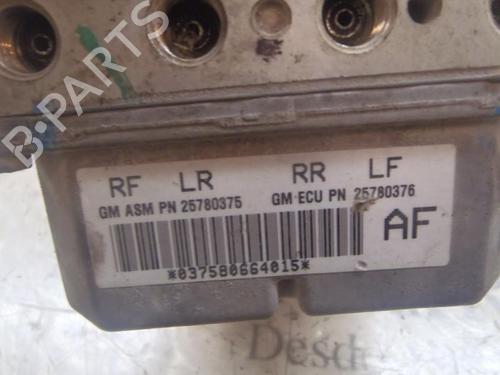 B-PARTS
RF LR RR LF
GM ASM PN 25780375 GM ECU PN 25780376
AF
*037580664015*
Desd